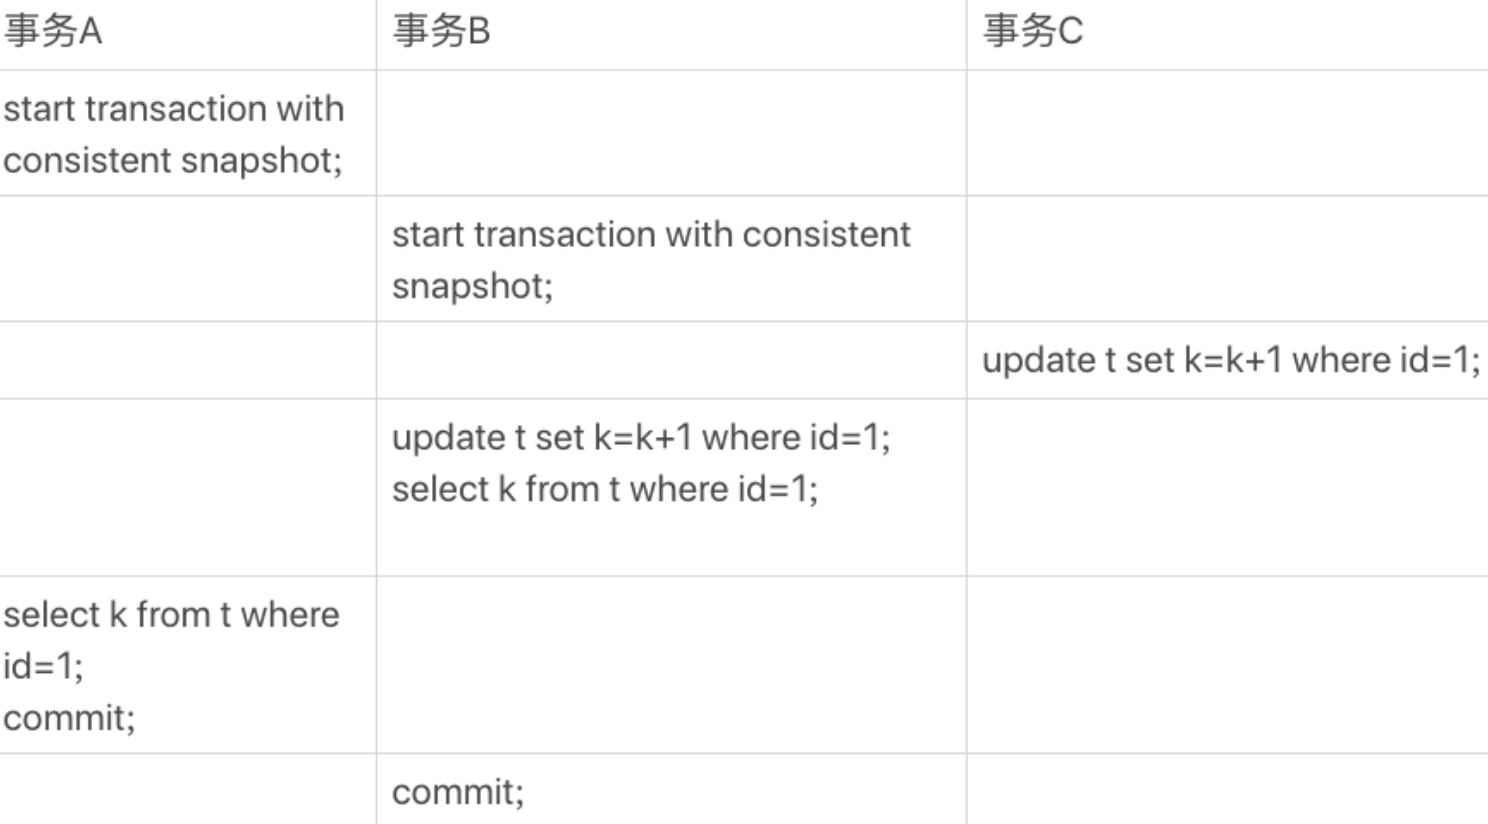 事务A
事务B
事务C
start transaction with
consistent snapshot;
start transaction with consistent
snapshot;
update t set k=k+1 where id=1;
update t set k=k+1 where id=1;
select k from t where id=1;
select k from t where
id=1;
commit;
commit;